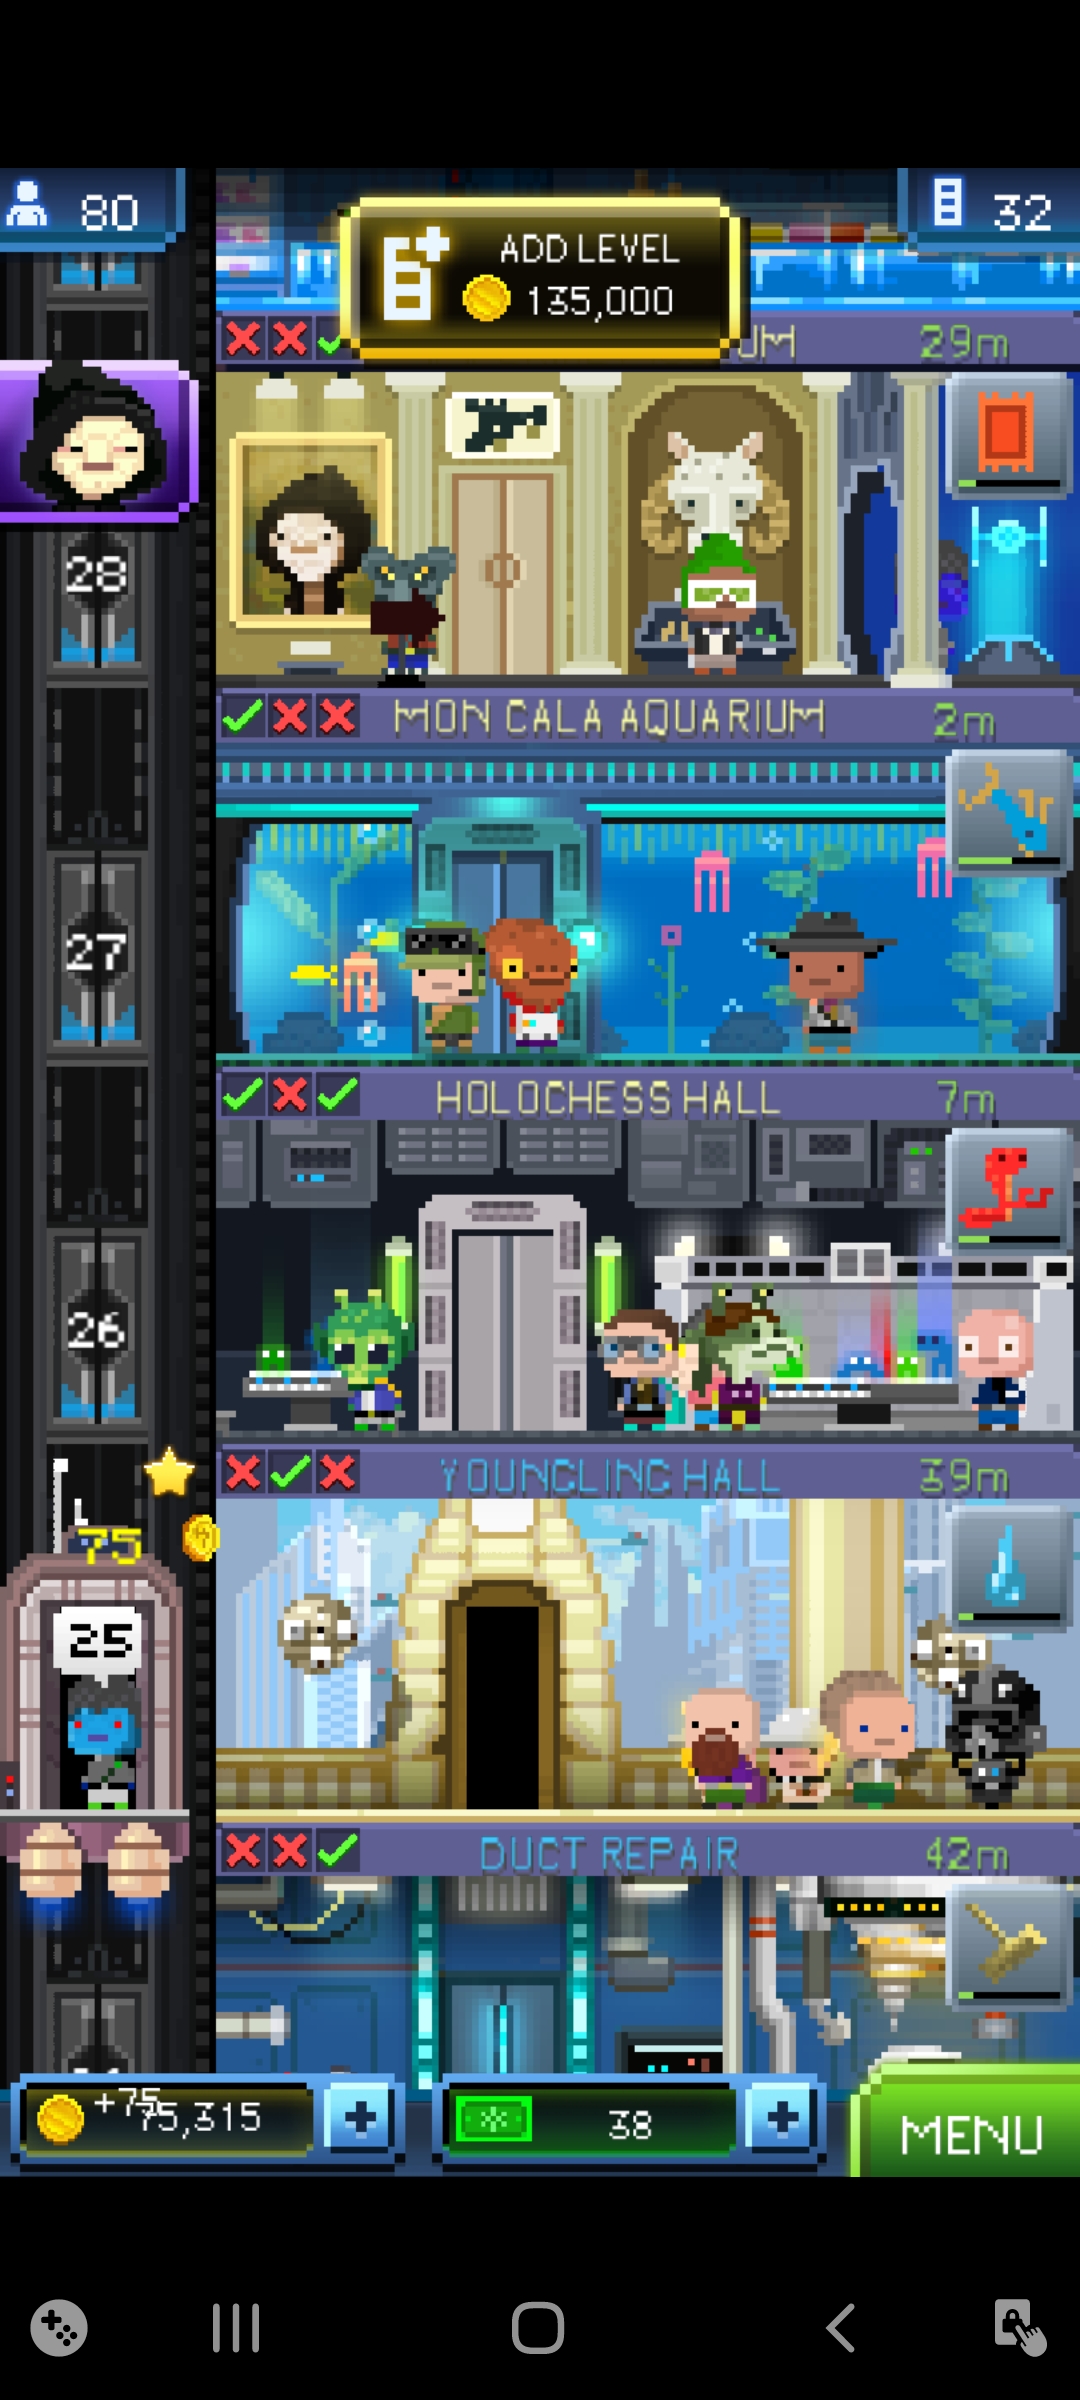 80
32
ADD LEVEL
135,000
UM 29m
28
MON CALA AQUARIUM 2m
27
HOLOCHESS HALL 7m
26
YOUNGLING HALL 39m
75
25
DUCT REPAIR 42m
+75
75,315
38
MENU